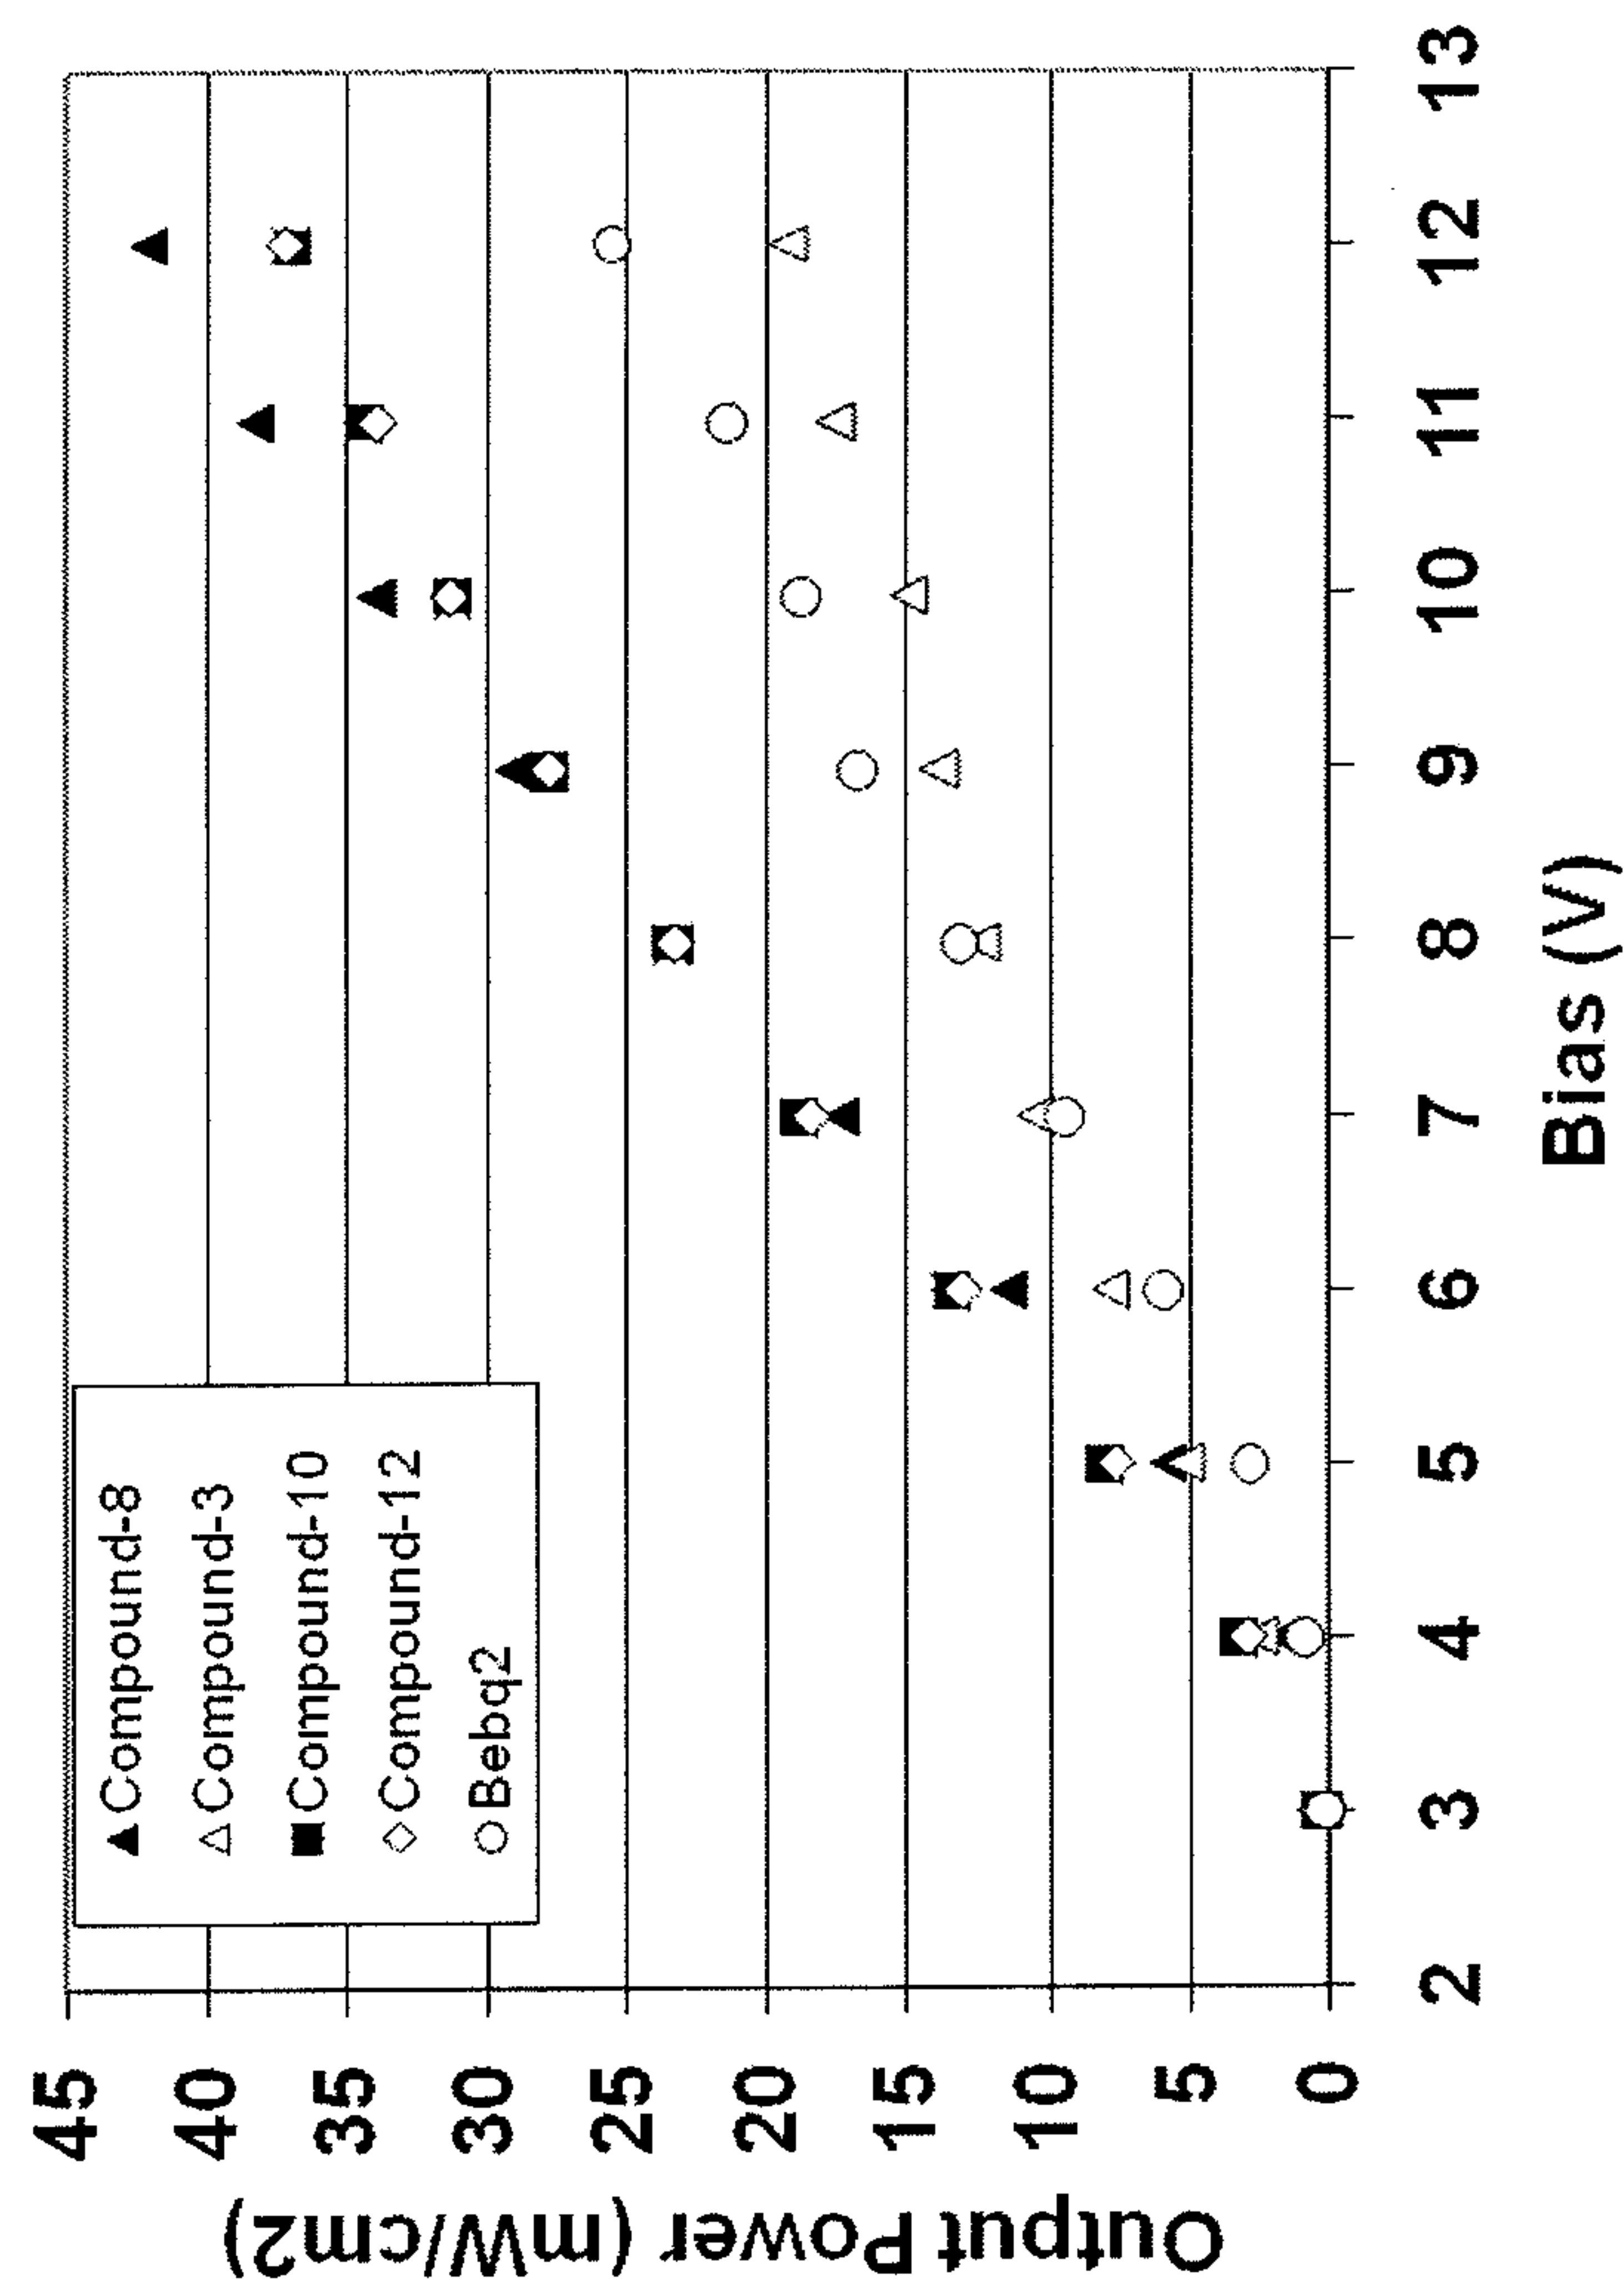 Output Power (mW/cm2)
45
40
35
30
25
20
15
10
5
0
Compound-8
Compound-3
Compound-10
Compound-12
Bebq2
2 3 4 5 6 7 8 9 10 11 12 13
Bias (V)